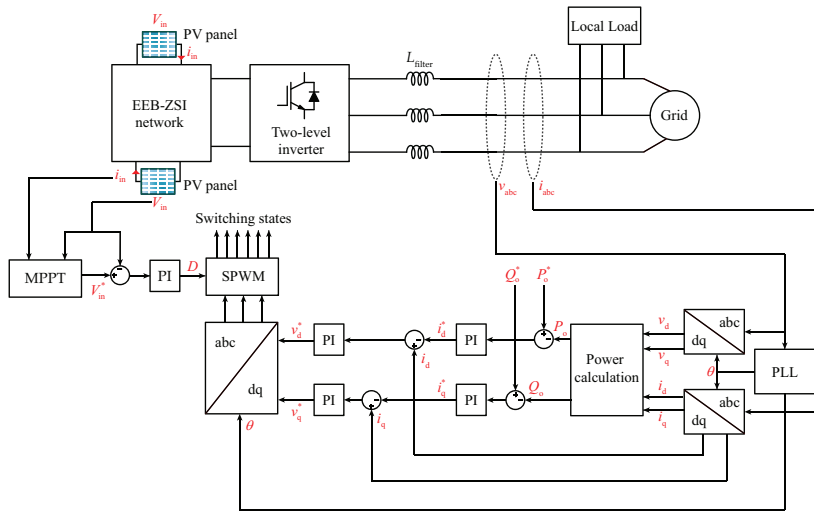 V_in
PV panel
i_in
Local Load
L_filter
EEB-ZSI
network
Two-level
inverter
Grid
i_in
PV panel
V_in
v_abc
i_abc
Switching states
MPPT
V_in^*
PI
D
SPWM
Q_o^*
P_o^*
abc
dq
v_d^*
PI
i_d^*
i_d
PI
P_o
Power
calculation
v_d
v_q
abc
dq
θ
PLL
v_q^*
PI
i_q^*
i_q
PI
Q_o
i_d
i_q
abc
dq
θ